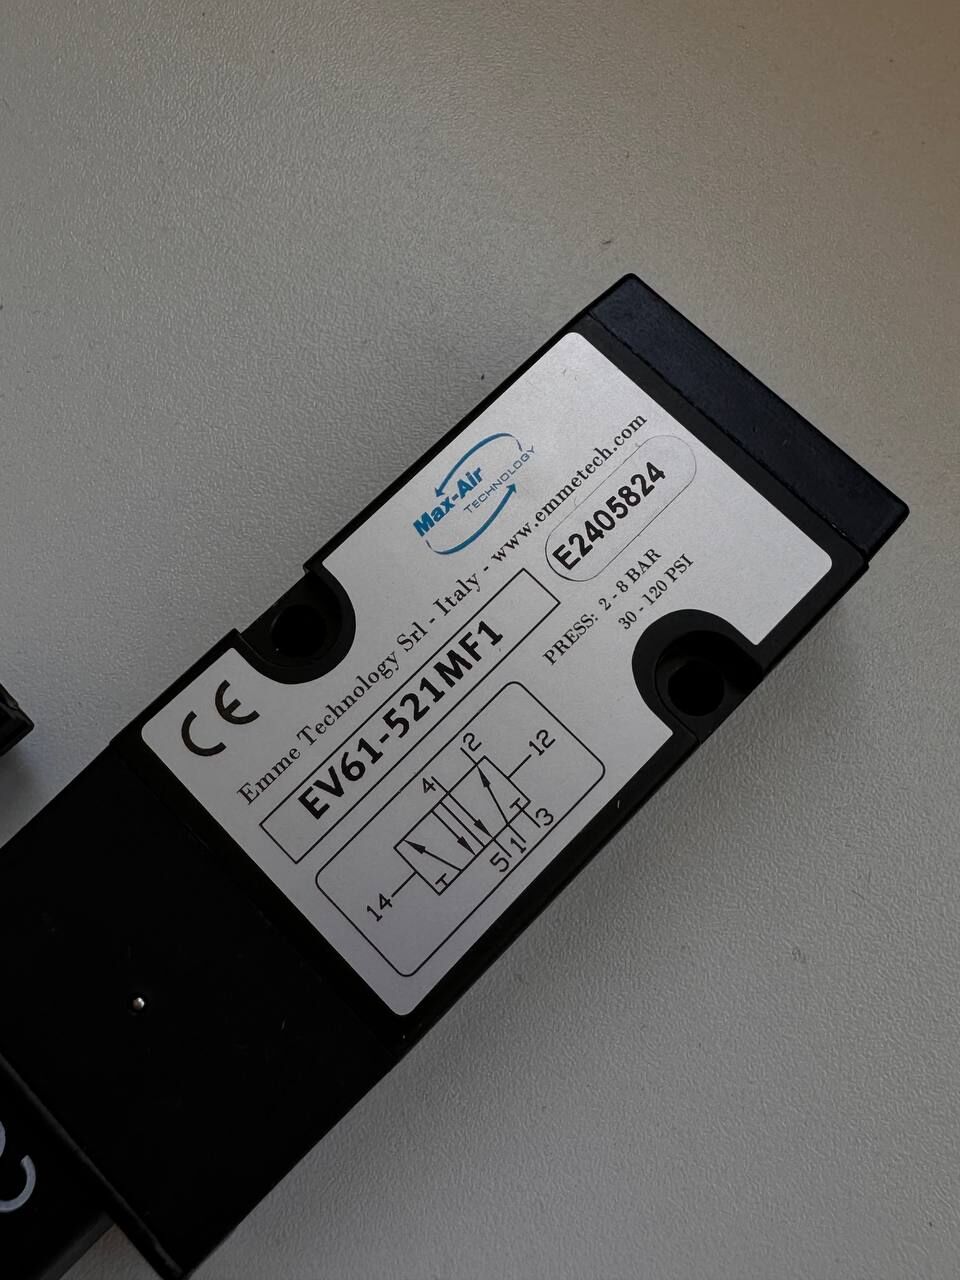 Max-Air
TECHNOLOGY
CE
Emme Technology Srl - Italy - www.emmetech.com
EV61-521MF1
E2405824
PRESS: 2 - 8 BAR
30 - 120 PSI
4 2
14 12
5 1 3